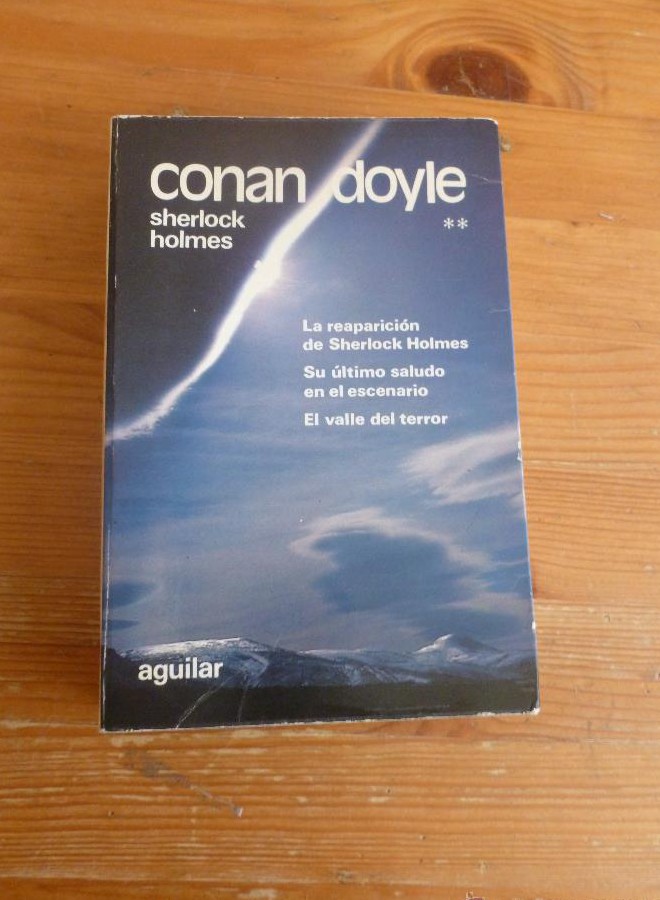 conan doyle
sherlock
holmes
**
La reaparición
de Sherlock Holmes
Su último saludo
en el escenario
El valle del terror
aguilar